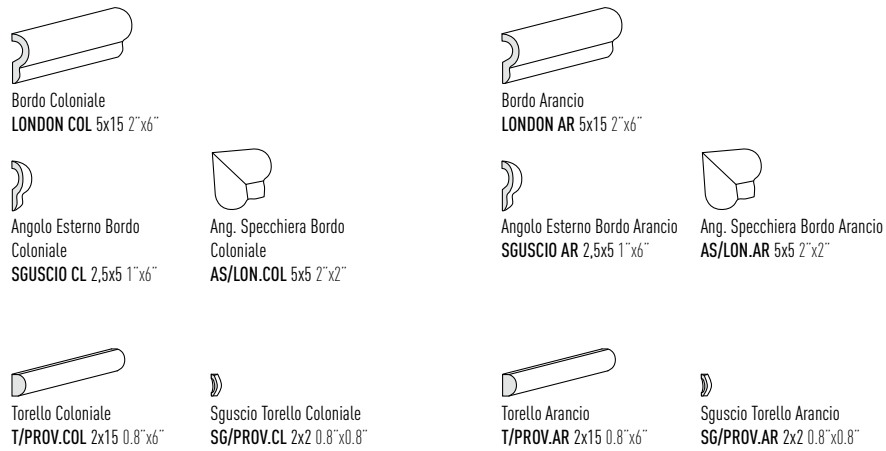 Bordo Coloniale
LONDON COL 5x15 2¨x6¨
Bordo Arancio
LONDON AR 5x15 2¨x6¨
Angolo Esterno Bordo
Coloniale
SGUSCIO CL 2,5x5 1¨x6¨
Ang. Specchiera Bordo
Coloniale
AS/LON.COL 5x5 2¨x2¨
Angolo Esterno Bordo Arancio
SGUSCIO AR 2,5x5 1¨x6¨
Ang. Specchiera Bordo Arancio
AS/LON.AR 5x5 2¨x2¨
Torello Coloniale
T/PROV.COL 2x15 0.8¨x6¨
Sguscio Torello Coloniale
SG/PROV.CL 2x2 0.8¨x0.8¨
Torello Arancio
T/PROV.AR 2x15 0.8¨x6¨
Sguscio Torello Arancio
SG/PROV.AR 2x2 0.8¨x0.8¨